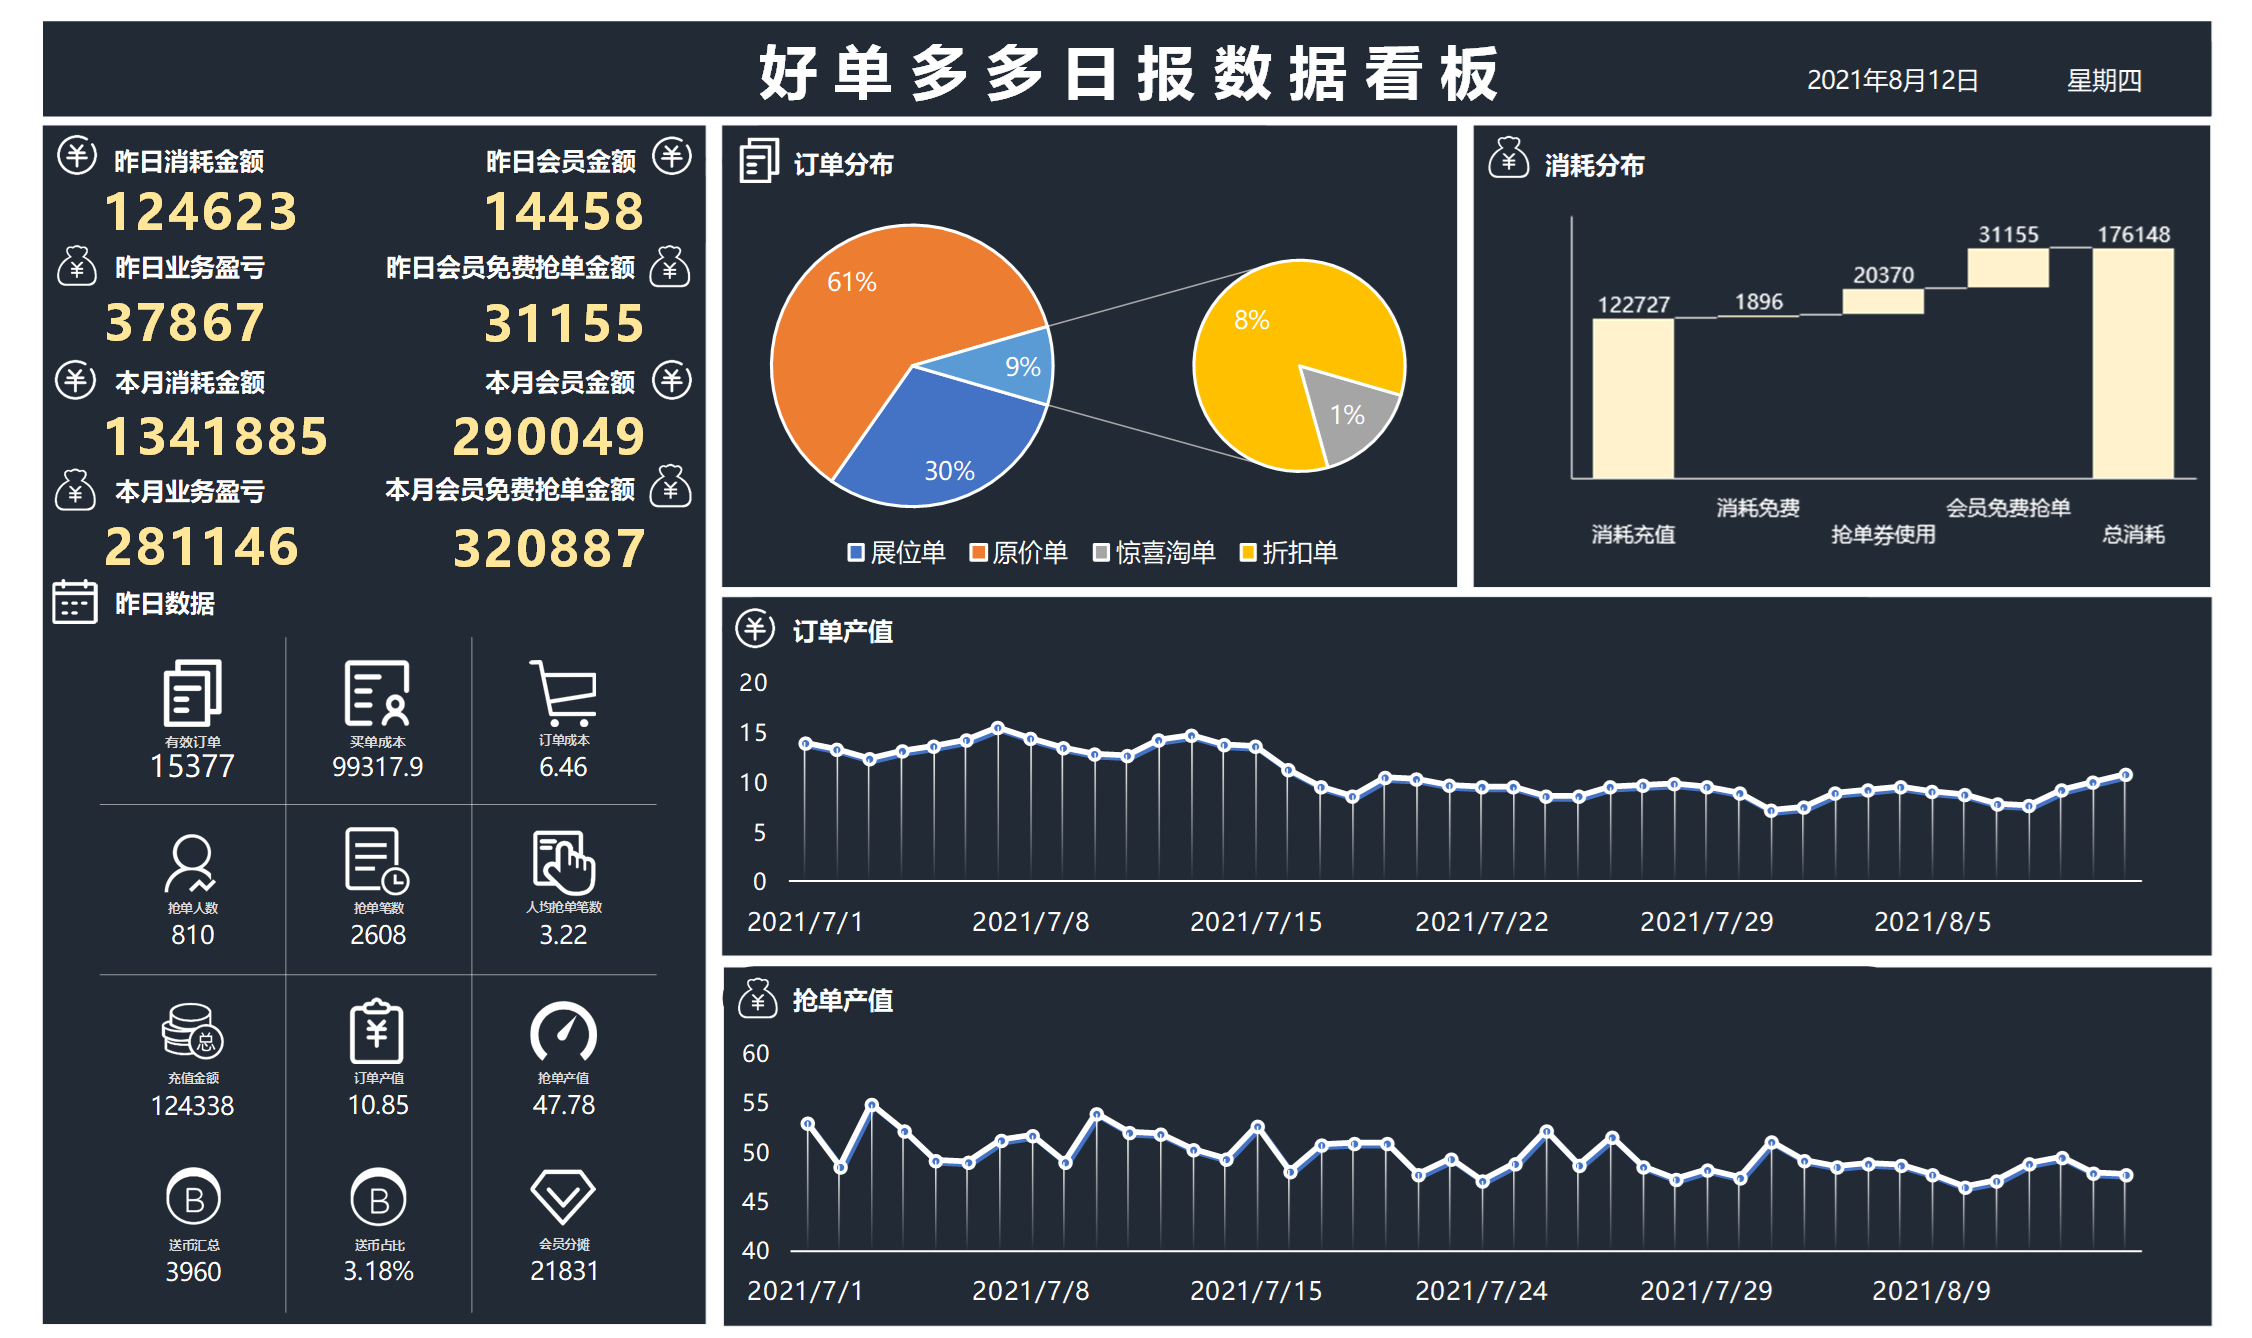 好单多多日报数据看板
2021年8月12日 星期四
昨日消耗金额
124623
昨日会员金额
14458
昨日业务盈亏
37867
昨日会员免费抢单金额
31155
本月消耗金额
1341885
本月会员金额
290049
本月业务盈亏
281146
本月会员免费抢单金额
320887
昨日数据
有效订单
15377
买单成本
99317.9
订单成本
6.46
抢单人数
810
抢单笔数
2608
人均抢单笔数
3.22
总
充值金额
124338
订单产值
10.85
抢单产值
47.78
B
送币汇总
3960
B
送币占比
3.18%
会员分摊
21831
订单分布
61%
9%
30%
8%
1%
展位单 原价单 惊喜淘单 折扣单
消耗分布
122727
1896
20370
31155
176148
消耗充值
消耗免费
抢单券使用
会员免费抢单
总消耗
订单产值
20
15
10
5
0
2021/7/1 2021/7/8 2021/7/15 2021/7/22 2021/7/29 2021/8/5
抢单产值
60
55
50
45
40
2021/7/1 2021/7/8 2021/7/15 2021/7/24 2021/7/29 2021/8/9